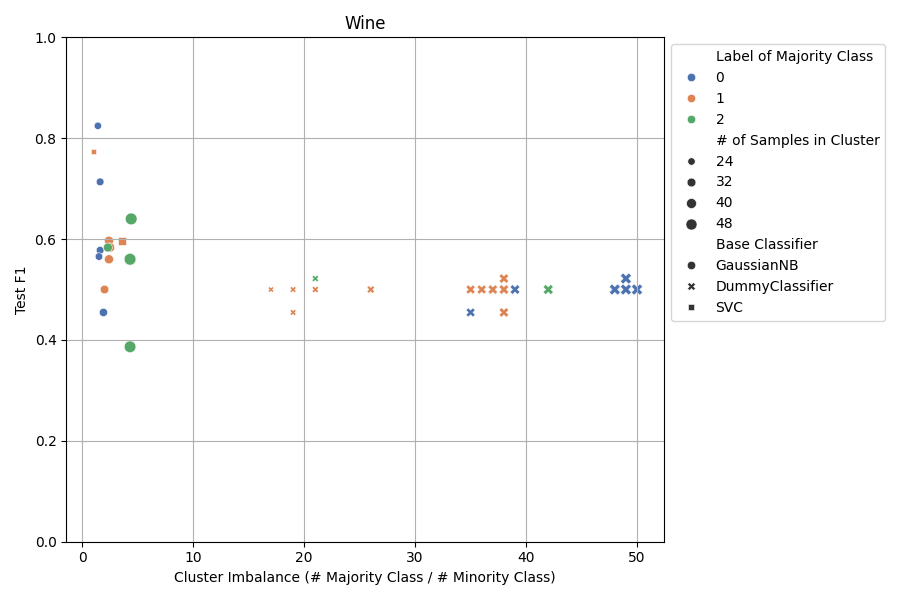 Wine
Test F1
1.0
0.8
0.6
0.4
0.2
0.0
0 10 20 30 40 50
Cluster Imbalance (# Majority Class / # Minority Class)
Label of Majority Class
0
1
2
# of Samples in Cluster
24
32
40
48
Base Classifier
GaussianNB
DummyClassifier
SVC